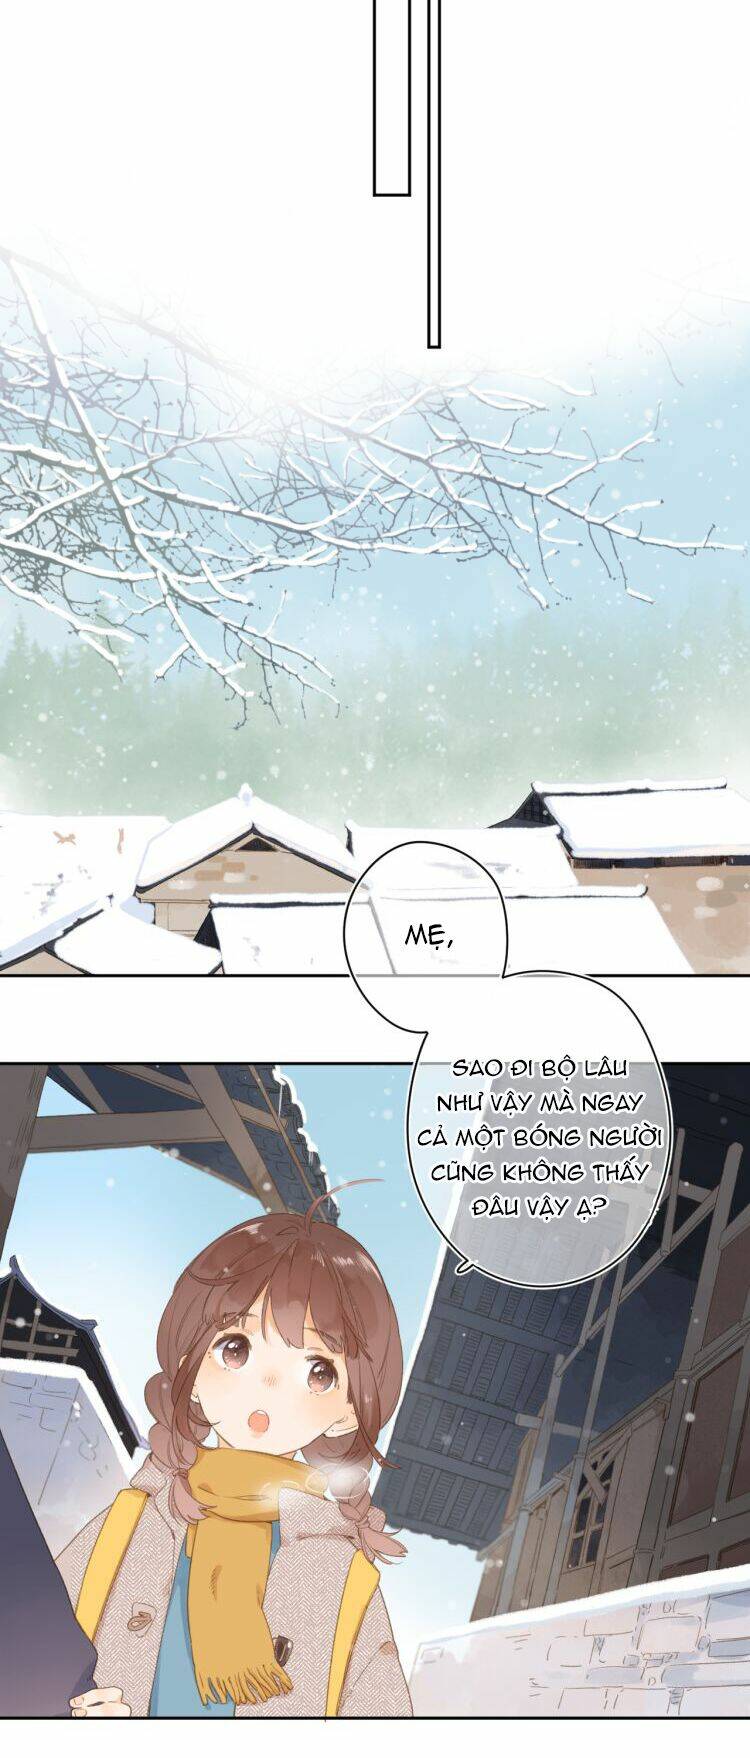 MẸ,
SAO ĐI BỘ LÂU
NHƯ VẬY MÀ NGAY
CẢ MỘT BÓNG NGƯỜI
CŨNG KHÔNG THẤY
ĐÂU VẬY Ạ?